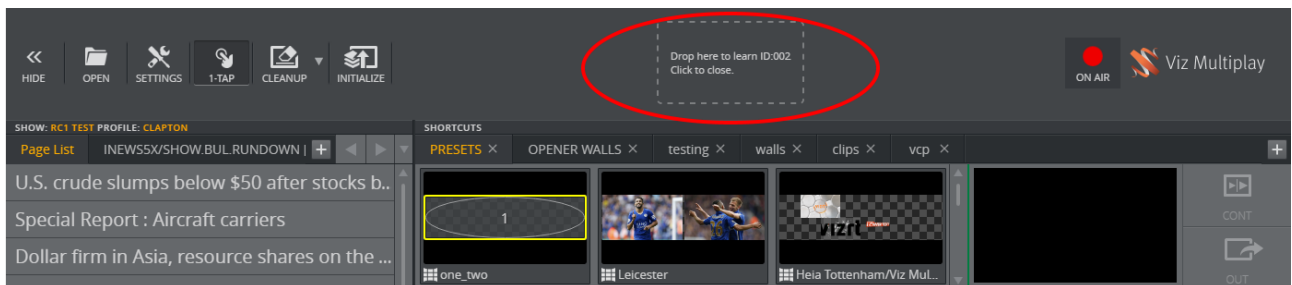 Drop here to learn ID:002
Click to close.
HIDE
OPEN
SETTINGS
1-TAP
CLEANUP
INITIALIZE
ON AIR
Viz Multiplay
SHOW: RC1 TEST PROFILE: CLAPTON
SHORTCUTS
Page List
INEWS5X/SHOW.BUL.RUNDOWN |
PRESETS
OPENER WALLS
testing
walls
clips
vcp
U.S. crude slumps below $50 after stocks b..
Special Report : Aircraft carriers
Dollar firm in Asia, resource shares on the ...
1
vizrt
one_two
Leicester
Heia Tottenham/Viz Mul...
CONT
OUT